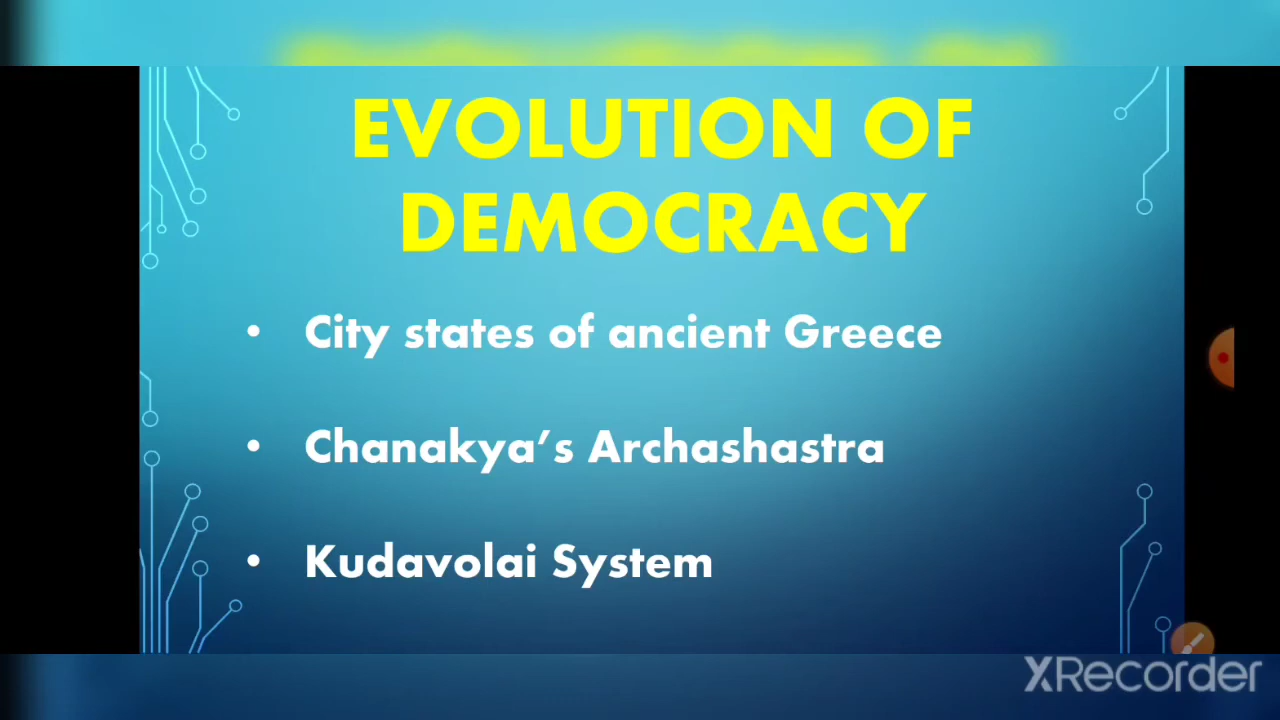 EVOLUTION OF
DEMOCRACY
• City states of ancient Greece
• Chanakya's Archashastra
• Kudavolai System
XRecorder